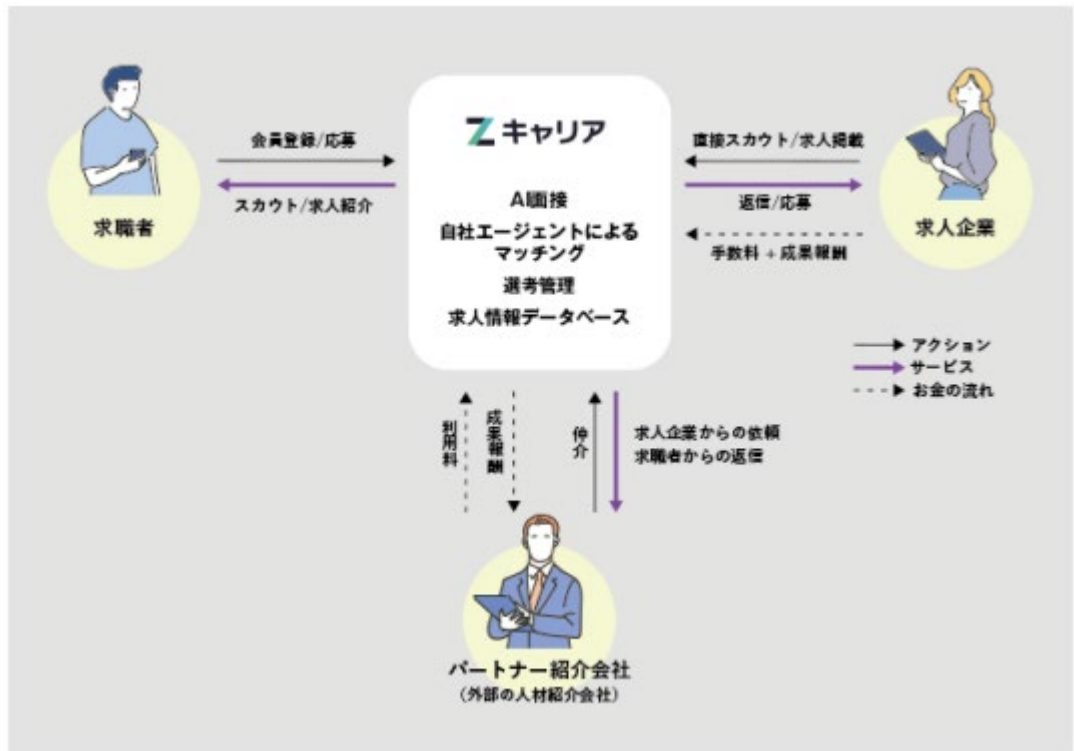 Zキャリア
AI面接
自社エージェントによる
マッチング
選考管理
求人情報データベース
会員登録/応募
スカウト/求人紹介
求職者
直接スカウト/求人掲載
返信/応募
手数料 + 成果報酬
求人企業
アクション
サービス
お金の流れ
利用料
成果報酬
仲介
求人企業からの依頼
求職者からの返信
パートナー紹介会社
(外部の人材紹介会社)